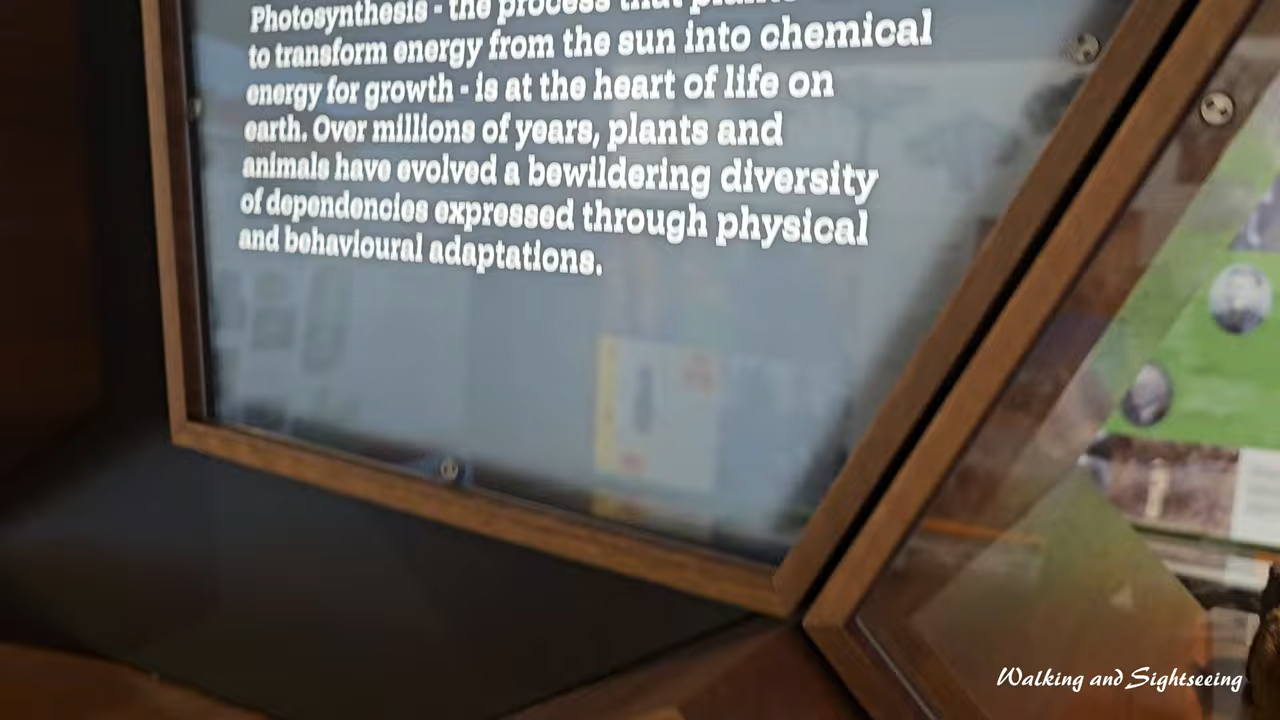 Photosynthesis - the process that plants
to transform energy from the sun into chemical
energy for growth - is at the heart of life on
earth. Over millions of years, plants and
animals have evolved a bewildering diversity
of dependencies expressed through physical
and behavioural adaptations.
Walking and Sightseeing